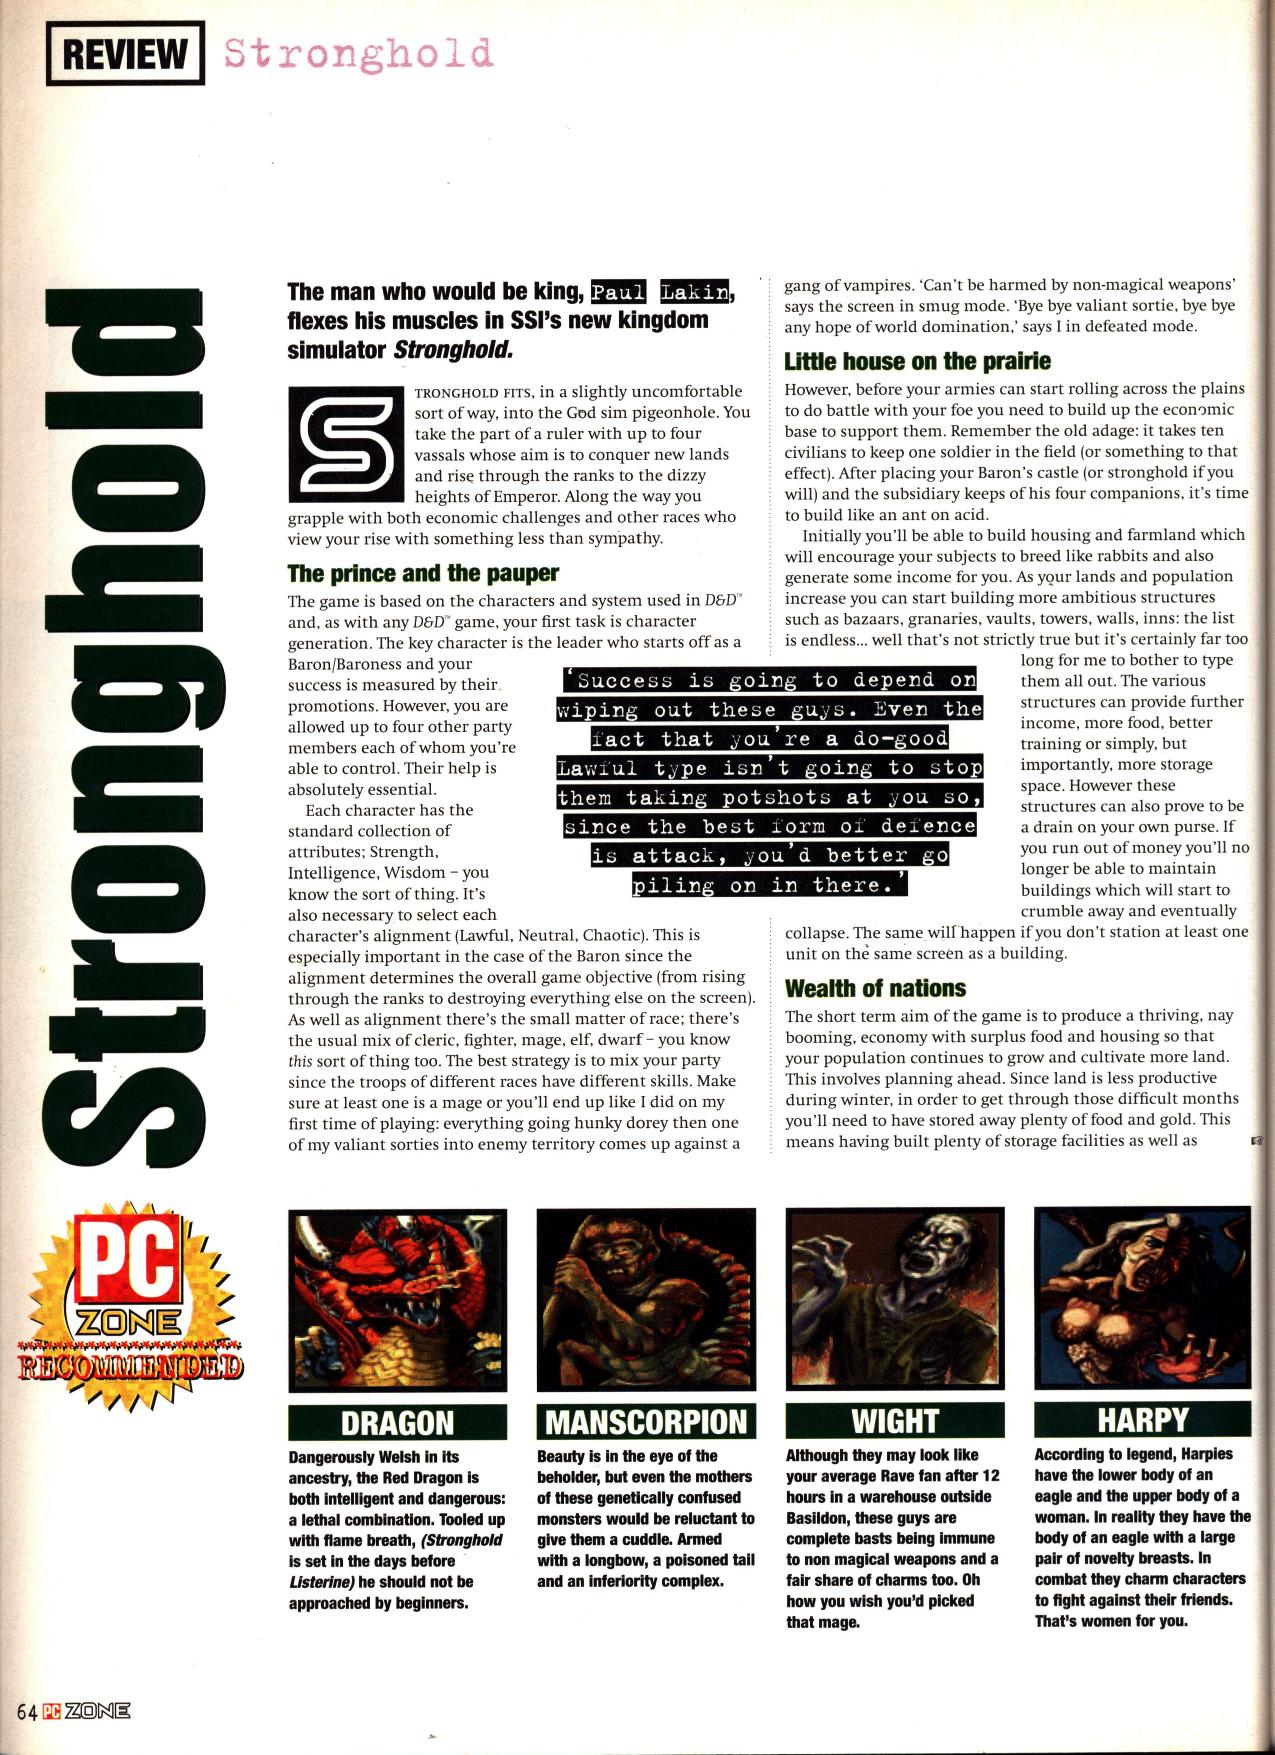 REVIEW Stronghold
Stronghold
The man who would be king, Paul Lakin,
flexes his muscles in SSI's new kingdom
simulator Stronghold.
STRONGHOLD FITS, in a slightly uncomfortable
sort of way, into the God sim pigeonhole. You
take the part of a ruler with up to four
vassals whose aim is to conquer new lands
and rise through the ranks to the dizzy
heights of Emperor. Along the way you
grapple with both economic challenges and other races who
view your rise with something less than sympathy.
The prince and the pauper
The game is based on the characters and system used in D&D™
and, as with any D&D™ game, your first task is character
generation. The key character is the leader who starts off as a
Baron/Baroness and your
success is measured by their
promotions. However, you are
allowed up to four other party
members each of whom you're
able to control. Their help is
absolutely essential.
Each character has the
standard collection of
attributes; Strength,
Intelligence, Wisdom – you
know the sort of thing. It's
also necessary to select each
character's alignment (Lawful, Neutral, Chaotic). This is
especially important in the case of the Baron since the
alignment determines the overall game objective (from rising
through the ranks to destroying everything else on the screen).
As well as alignment there's the small matter of race; there's
the usual mix of cleric, fighter, mage, elf, dwarf – you know
this sort of thing too. The best strategy is to mix your party
since the troops of different races have different skills. Make
sure at least one is a mage or you'll end up like I did on my
first time of playing: everything going hunky dorey then one
of my valiant sorties into enemy territory comes up against a
'Success is going to depend on
wiping out these guys. Even the
fact that you're a do-good
Lawful type isn't going to stop
them taking potshots at you so,
since the best form of defence
is attack, you'd better go
piling on in there.'
gang of vampires. 'Can't be harmed by non-magical weapons'
says the screen in smug mode. 'Bye bye valiant sortie, bye bye
any hope of world domination,' says I in defeated mode.
Little house on the prairie
However, before your armies can start rolling across the plains
to do battle with your foe you need to build up the economic
base to support them. Remember the old adage: it takes ten
civilians to keep one soldier in the field (or something to that
effect). After placing your Baron's castle (or stronghold if you
will) and the subsidiary keeps of his four companions, it's time
to build like an ant on acid.
Initially you'll be able to build housing and farmland which
will encourage your subjects to breed like rabbits and also
generate some income for you. As your lands and population
increase you can start building more ambitious structures
such as bazaars, granaries, vaults, towers, walls, inns: the list
is endless... well that's not strictly true but it's certainly far too
long for me to bother to type
them all out. The various
structures can provide further
income, more food, better
training or simply, but
importantly, more storage
space. However these
structures can also prove to be
a drain on your own purse. If
you run out of money you'll no
longer be able to maintain
buildings which will start to
crumble away and eventually
collapse. The same will happen if you don't station at least one
unit on the same screen as a building.
Wealth of nations
The short term aim of the game is to produce a thriving, nay
booming, economy with surplus food and housing so that
your population continues to grow and cultivate more land.
This involves planning ahead. Since land is less productive
during winter, in order to get through those difficult months
you'll need to have stored away plenty of food and gold. This
means having built plenty of storage facilities as well as
PC
ZONE
RECOMMENDED
DRAGON
Dangerously Welsh in its
ancestry, the Red Dragon is
both intelligent and dangerous:
a lethal combination. Tooled up
with flame breath, (Stronghold
is set in the days before
Listerine) he should not be
approached by beginners.
MANSCORPION
Beauty is in the eye of the
beholder, but even the mothers
of these genetically confused
monsters would be reluctant to
give them a cuddle. Armed
with a longbow, a poisoned tail
and an inferiority complex.
WIGHT
Although they may look like
your average Rave fan after 12
hours in a warehouse outside
Basildon, these guys are
complete basts being immune
to non magical weapons and a
fair share of charms too. Oh
how you wish you'd picked
that mage.
HARPY
According to legend, Harpies
have the lower body of an
eagle and the upper body of a
woman. In reality they have the
body of an eagle with a large
pair of novelty breasts. In
combat they charm characters
to fight against their friends.
That's women for you.
64 PC ZONE